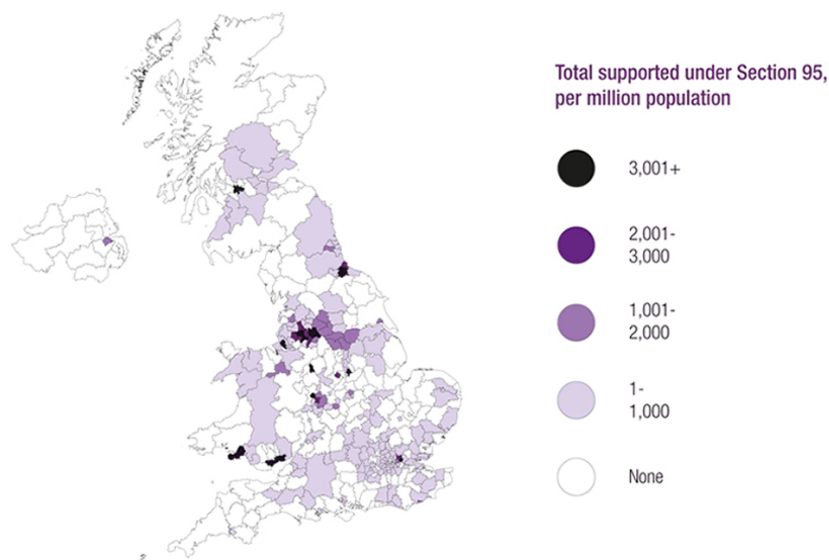 Total supported under Section 95,
per million population
3,001+
2,001-
3,000
1,001-
2,000
1-
1,000
None